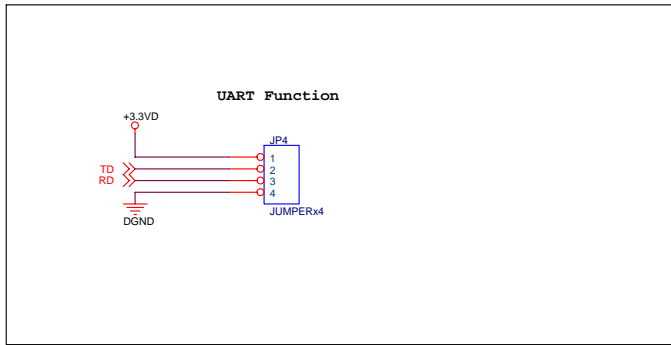 UART Function
+3.3VD
JP4
1
TD 2
RD 3
4
DGND
JUMPERx4